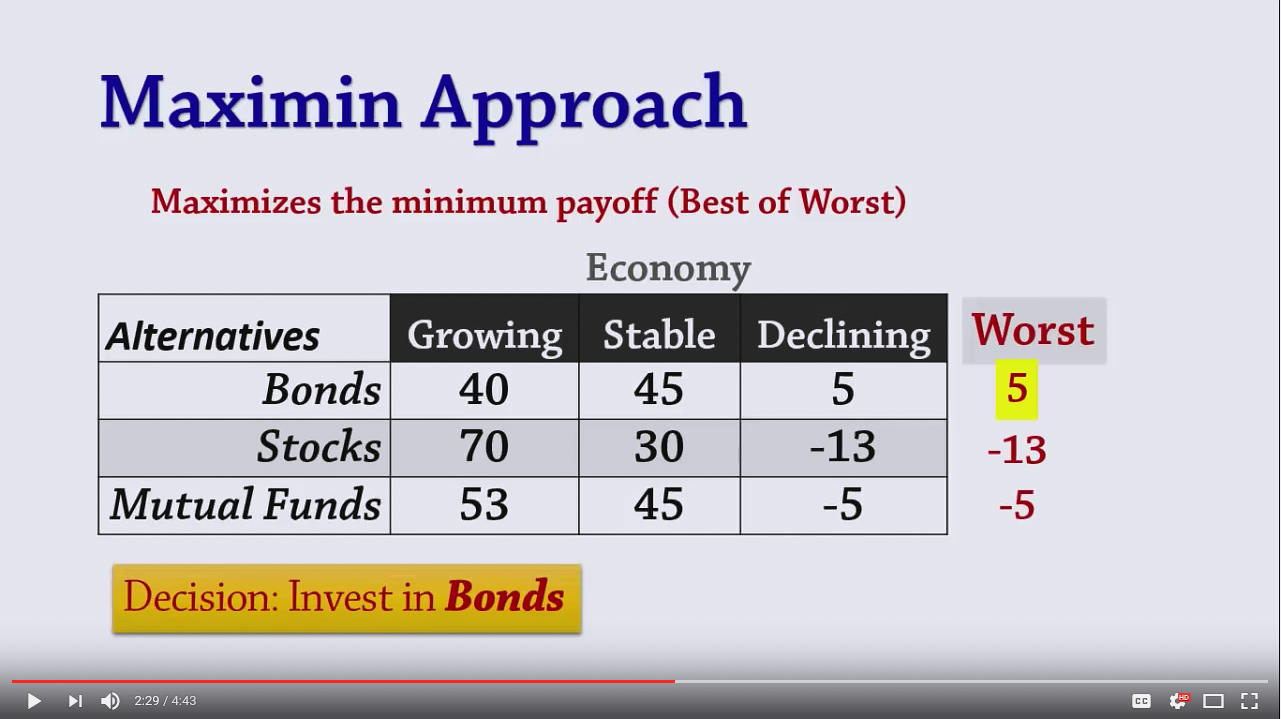 Maximin Approach
Maximizes the minimum payoff (Best of Worst)
Economy
Alternatives Growing Stable Declining Worst
Bonds 40 45 5 5
Stocks 70 30 -13 -13
Mutual Funds 53 45 -5 -5
Decision: Invest in Bonds
2:29 / 4:43 CC HD